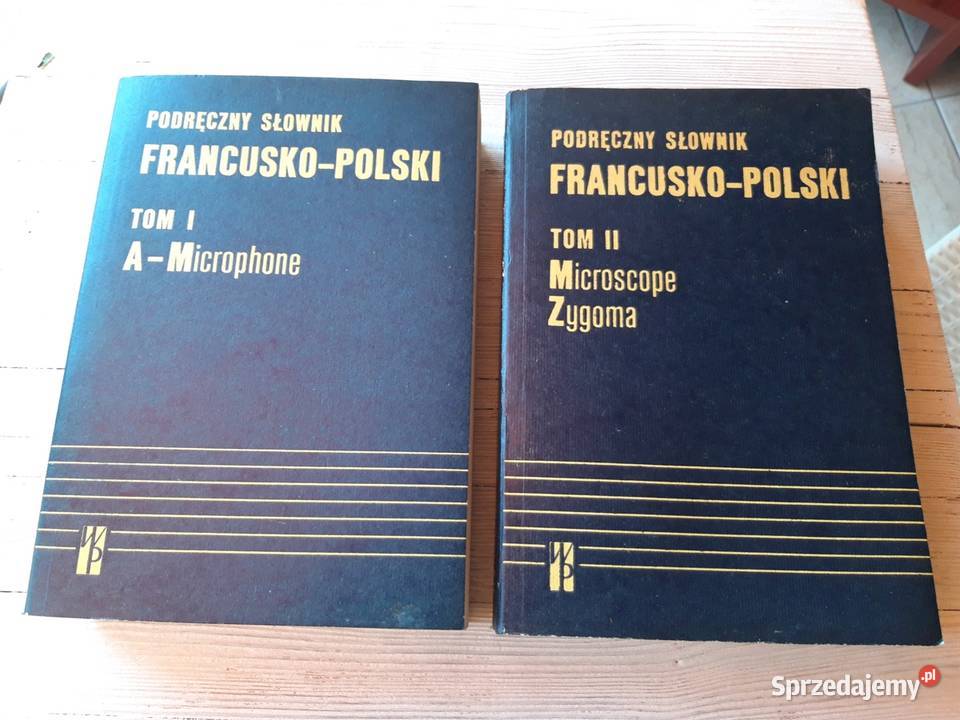 PODRĘCZNY SŁOWNIK
FRANCUSKO-POLSKI
TOM I
A-Microphone
WP
PODRĘCZNY SŁOWNIK
FRANCUSKO-POLSKI
TOM II
Microscope
Zygoma
WP
Sprzedajemy.pl